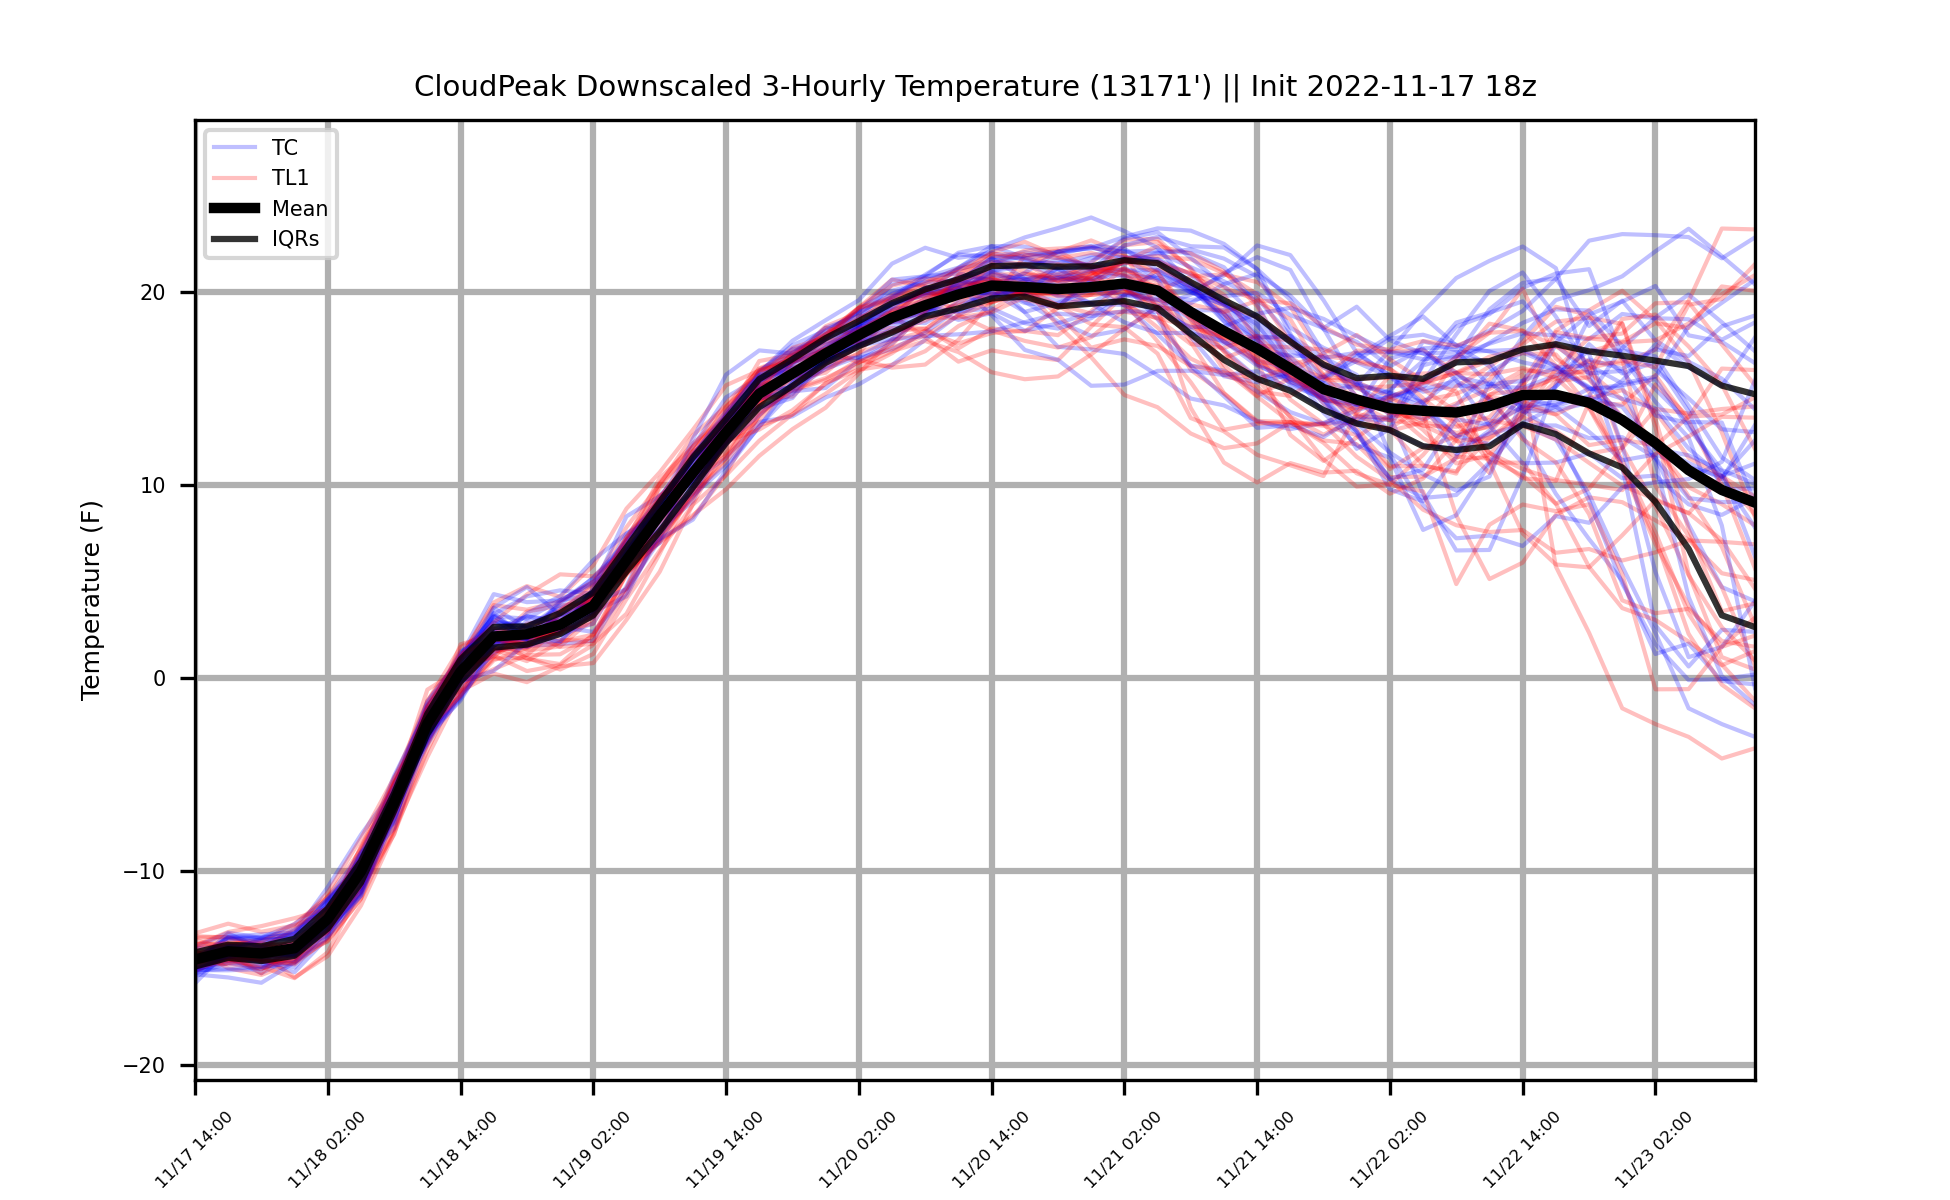 CloudPeak Downscaled 3-Hourly Temperature (13171') || Init 2022-11-17 18z
TC
TL1
Mean
IQRs
Temperature (F)
20
10
0
−10
−20
11/17 14:00
11/18 02:00
11/18 14:00
11/19 02:00
11/19 14:00
11/20 02:00
11/20 14:00
11/21 02:00
11/21 14:00
11/22 02:00
11/22 14:00
11/23 02:00